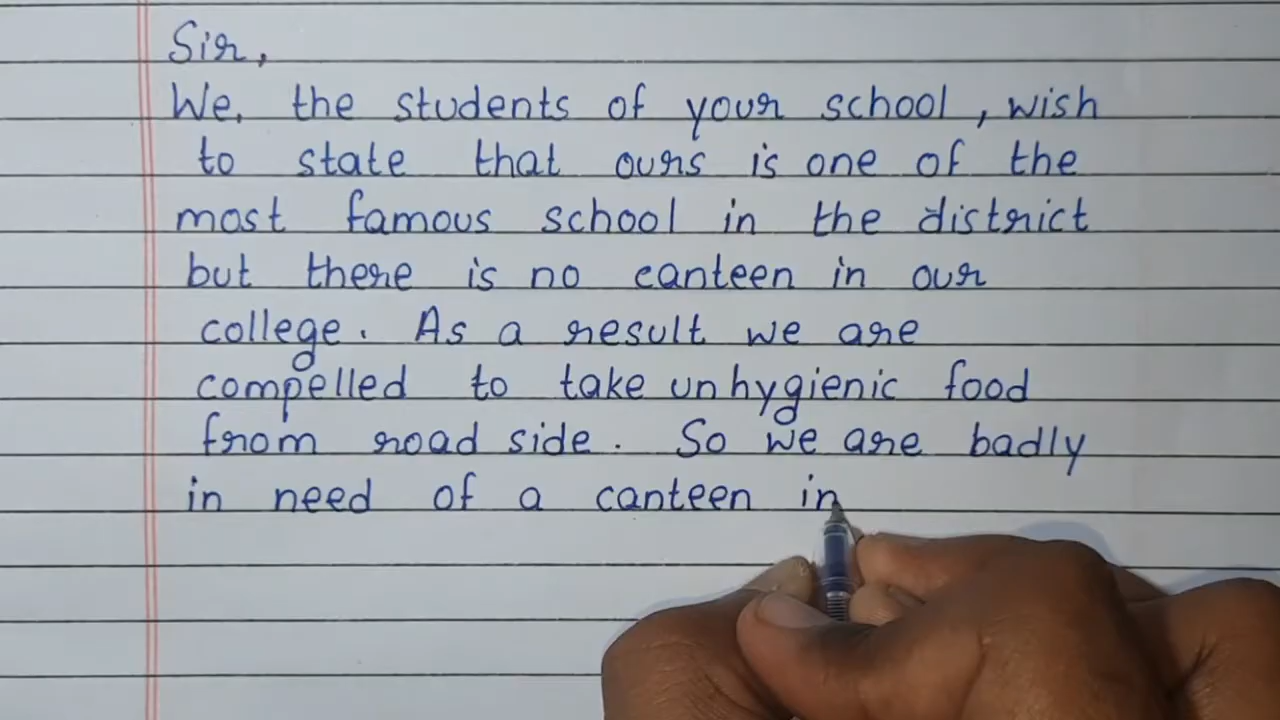 Sir,
We, the students of your school, wish
to state that ours is one of the
most famous school in the district
but there is no canteen in our
college. As a result we are
compelled to take unhygienic food
from road side. So we are badly
in need of a canteen in